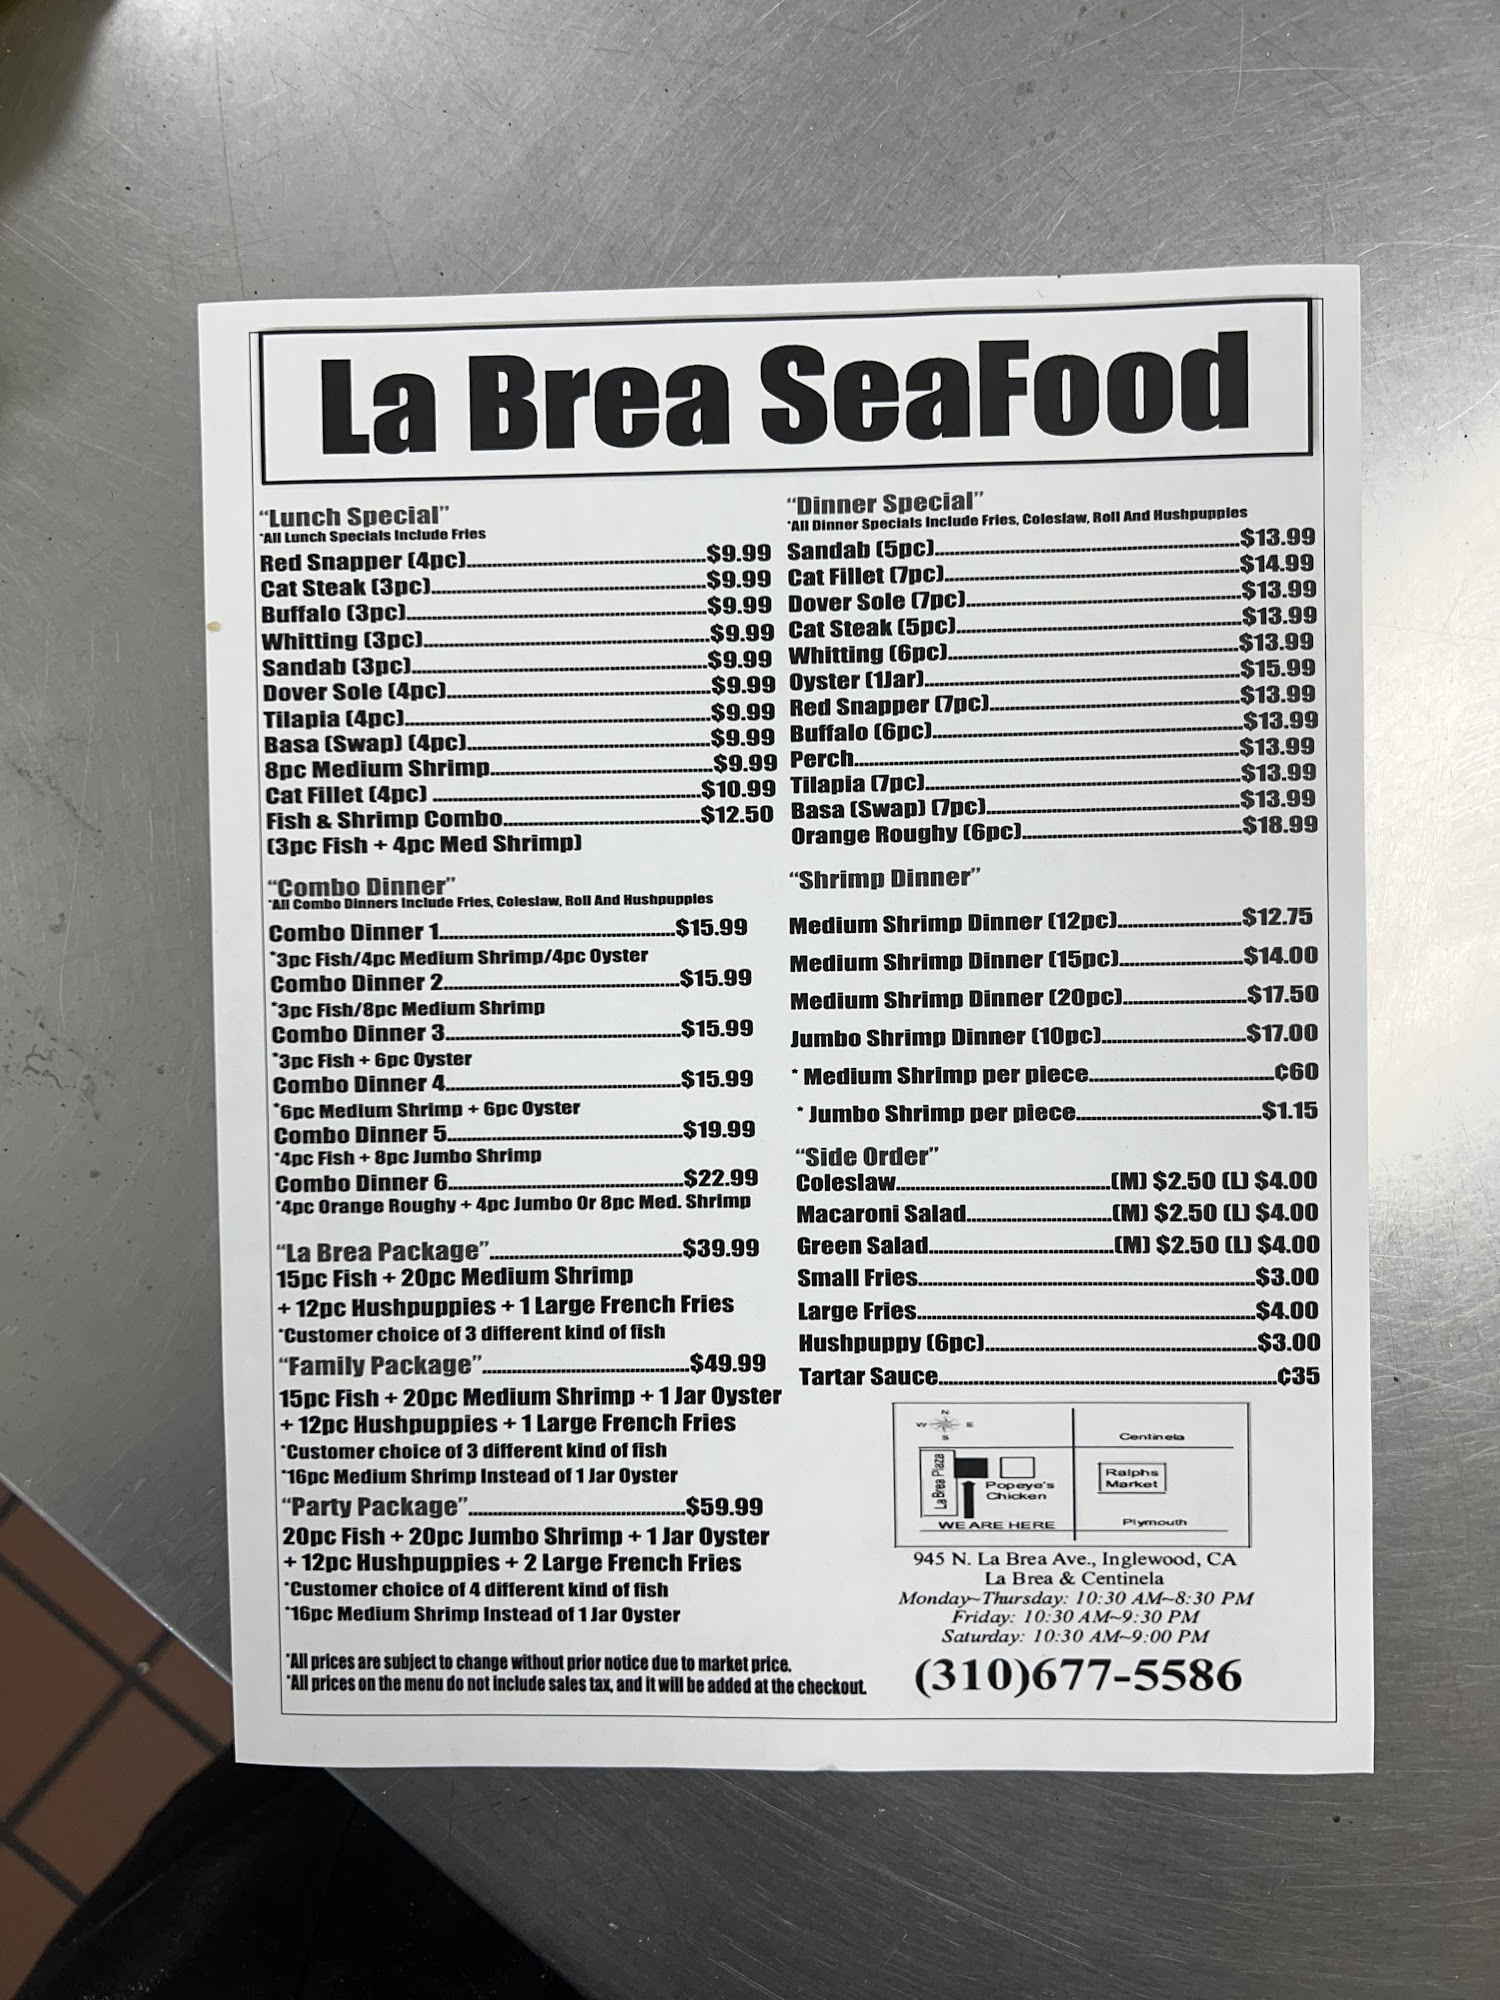 La Brea SeaFood
“Lunch Special”
*All Lunch Specials Include Fries
Red Snapper (4pc)..........$9.99
Cat Steak (3pc)..........$9.99
Buffalo (3pc)..........$9.99
Whitting (3pc)..........$9.99
Sandab (3pc)..........$9.99
Dover Sole (4pc)..........$9.99
Tilapia (4pc)..........$9.99
Basa (Swap) (4pc)..........$9.99
8pc Medium Shrimp..........$9.99
Cat Fillet (4pc) ..........$10.99
Fish & Shrimp Combo..........$12.50
(3pc Fish + 4pc Med Shrimp)
“Combo Dinner”
*All Combo Dinners Include Fries, Coleslaw, Roll And Hushpuppies
Combo Dinner 1..........$15.99
*3pc Fish/4pc Medium Shrimp/4pc Oyster
Combo Dinner 2..........$15.99
*3pc Fish/8pc Medium Shrimp
Combo Dinner 3..........$15.99
*3pc Fish + 6pc Oyster
Combo Dinner 4..........$15.99
*6pc Medium Shrimp + 6pc Oyster
Combo Dinner 5..........$19.99
*4pc Fish + 8pc Jumbo Shrimp
Combo Dinner 6..........$22.99
*4pc Orange Roughy + 4pc Jumbo Or 8pc Med. Shrimp
“La Brea Package”..........$39.99
15pc Fish + 20pc Medium Shrimp
+ 12pc Hushpuppies + 1 Large French Fries
*Customer choice of 3 different kind of fish
“Family Package”..........$49.99
15pc Fish + 20pc Medium Shrimp + 1 Jar Oyster
+ 12pc Hushpuppies + 1 Large French Fries
*Customer choice of 3 different kind of fish
*16pc Medium Shrimp Instead of 1 Jar Oyster
“Party Package”..........$59.99
20pc Fish + 20pc Jumbo Shrimp + 1 Jar Oyster
+ 12pc Hushpuppies + 2 Large French Fries
*Customer choice of 4 different kind of fish
*16pc Medium Shrimp Instead of 1 Jar Oyster
*All prices are subject to change without prior notice due to market price.
*All prices on the menu do not include sales tax, and it will be added at the checkout.
“Dinner Special”
*All Dinner Specials Include Fries, Coleslaw, Roll And Hushpuppies
Sandab (5pc)..........$13.99
Cat Fillet (7pc)..........$14.99
Dover Sole (7pc)..........$13.99
Cat Steak (5pc)..........$13.99
Whitting (6pc)..........$13.99
Oyster (1Jar)..........$15.99
Red Snapper (7pc)..........$13.99
Buffalo (6pc)..........$13.99
Perch..........$13.99
Tilapia (7pc)..........$13.99
Basa (Swap) (7pc)..........$13.99
Orange Roughy (6pc)..........$18.99
“Shrimp Dinner”
Medium Shrimp Dinner (12pc)..........$12.75
Medium Shrimp Dinner (15pc)..........$14.00
Medium Shrimp Dinner (20pc)..........$17.50
Jumbo Shrimp Dinner (10pc)..........$17.00
* Medium Shrimp per piece..........¢60
* Jumbo Shrimp per piece..........$1.15
“Side Order”
Coleslaw..........(M) $2.50 (L) $4.00
Macaroni Salad..........(M) $2.50 (L) $4.00
Green Salad..........(M) $2.50 (L) $4.00
Small Fries..........$3.00
Large Fries..........$4.00
Hushpuppy (6pc)..........$3.00
Tartar Sauce..........¢35
N
W E
S
Centinela
La Brea Plaza
Popeye's
Chicken
Ralphs
Market
WE ARE HERE
Plymouth
945 N. La Brea Ave., Inglewood, CA
La Brea & Centinela
Monday~Thursday: 10:30 AM~8:30 PM
Friday: 10:30 AM~9:30 PM
Saturday: 10:30 AM~9:00 PM
(310)677-5586